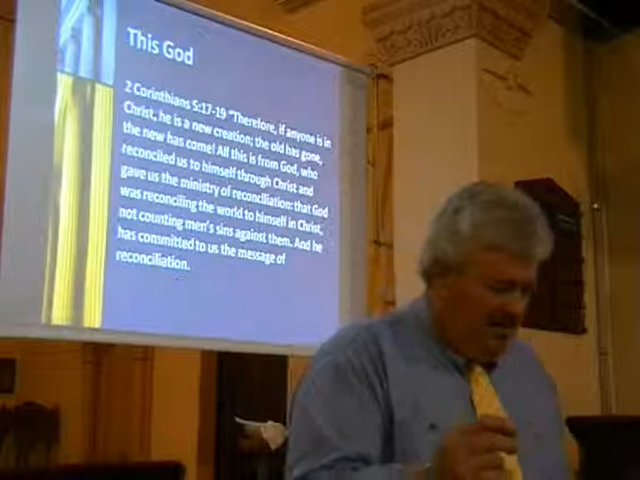 This God
2 Corinthians 5:17-19 "Therefore, if anyone is in
Christ, he is a new creation; the old has gone,
the new has come! All this is from God, who
reconciled us to himself through Christ and
gave us the ministry of reconciliation: that God
was reconciling the world to himself in Christ,
not counting men's sins against them. And he
has committed to us the message of
reconciliation.